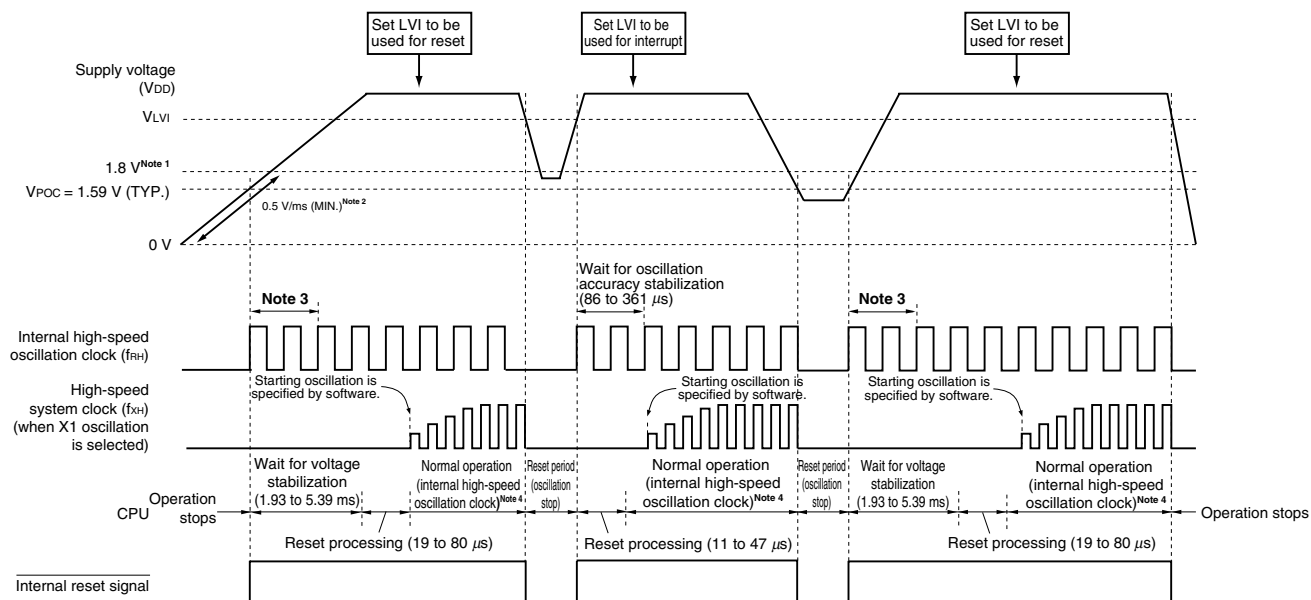 Set LVI to be
used for reset
Set LVI to be
used for interrupt
Set LVI to be
used for reset
Supply voltage
(VDD)
VLVI
1.8 V Note 1
VPOC = 1.59 V (TYP.)
0.5 V/ms (MIN.) Note 2
0 V
Wait for oscillation
accuracy stabilization
(86 to 361 μs)
Note 3
Note 3
Internal high-speed
oscillation clock (fRH)
Starting oscillation is
specified by software.
Starting oscillation is
specified by software.
Starting oscillation is
specified by software.
High-speed
system clock (fXH)
(when X1 oscillation
is selected)
Wait for voltage
stabilization
(1.93 to 5.39 ms)
Normal operation
(internal high-speed
oscillation clock) Note 4
Reset period
(oscillation
stop)
Normal operation
(internal high-speed
oscillation clock) Note 4
Reset period
(oscillation
stop)
Wait for voltage
stabilization
(1.93 to 5.39 ms)
Normal operation
(internal high-speed
oscillation clock) Note 4
CPU
Operation
stops
Operation stops
Reset processing (19 to 80 μs)
Reset processing (11 to 47 μs)
Reset processing (19 to 80 μs)
Internal reset signal